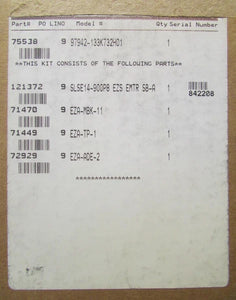 Part# PO LINO Model # Qty Serial Number
75538 9 97942-133K732H01 1
**THIS KIT CONSISTS OF THE FOLLOWING PARTS**
121372 9 SLSE14-900P8 EZS EMTR S8-A 1
842208
71470 9 EZA-MBK-11 1
71449 9 EZA-TP-1 1
72929 9 EZA-ADE-2 1
*****************